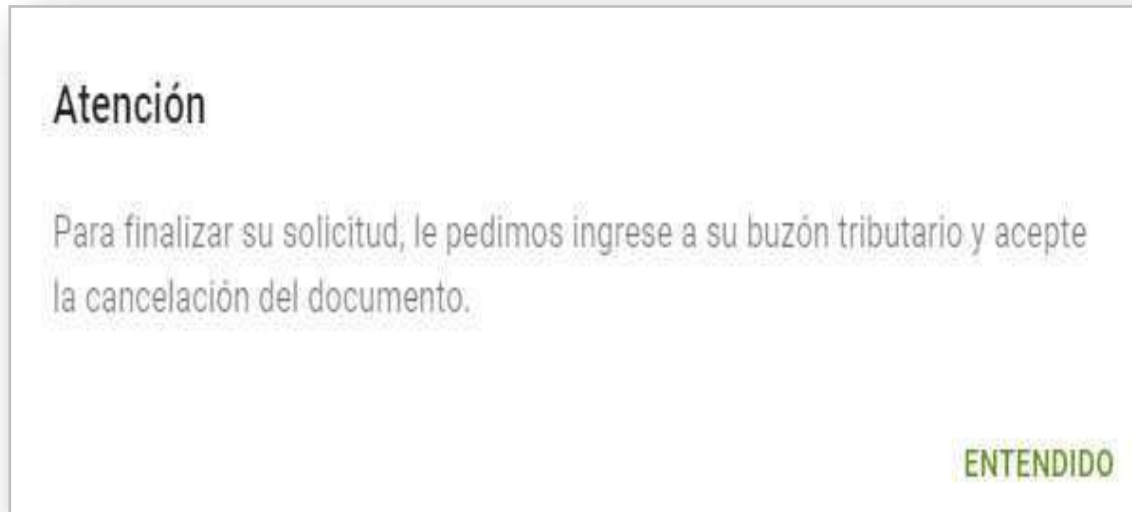 Atención
Para finalizar su solicitud, le pedimos ingrese a su buzón tributario y acepte
la cancelación del documento.
ENTENDIDO